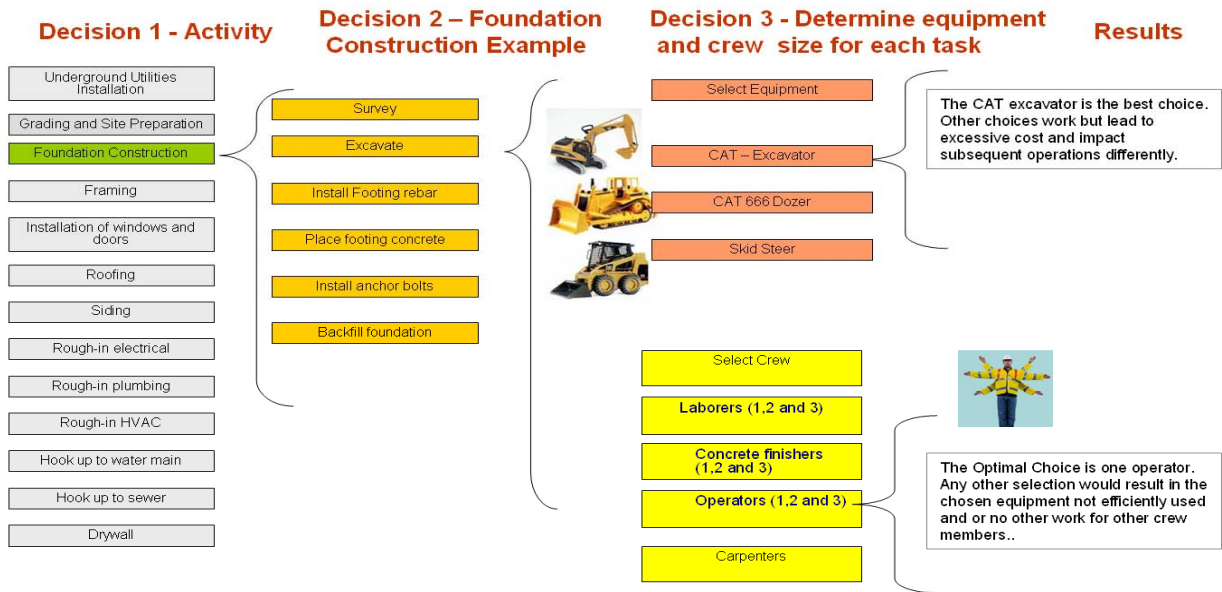 Decision 1 - Activity
Decision 2 – Foundation
Construction Example
Decision 3 - Determine equipment
and crew size for each task
Results
Underground Utilities
Installation
Grading and Site Preparation
Foundation Construction
Framing
Installation of windows and
doors
Roofing
Siding
Rough-in electrical
Rough-in plumbing
Rough-in HVAC
Hook up to water main
Hook up to sewer
Drywall
Survey
Excavate
Install Footing rebar
Place footing concrete
Install anchor bolts
Backfill foundation
Select Equipment
CAT – Excavator
CAT 666 Dozer
Skid Steer
Select Crew
Laborers (1,2 and 3)
Concrete finishers
(1,2 and 3)
Operators (1,2 and 3)
Carpenters
The CAT excavator is the best choice.
Other choices work but lead to
excessive cost and impact
subsequent operations differently.
The Optimal Choice is one operator.
Any other selection would result in the
chosen equipment not efficiently used
and or no other work for other crew
members..